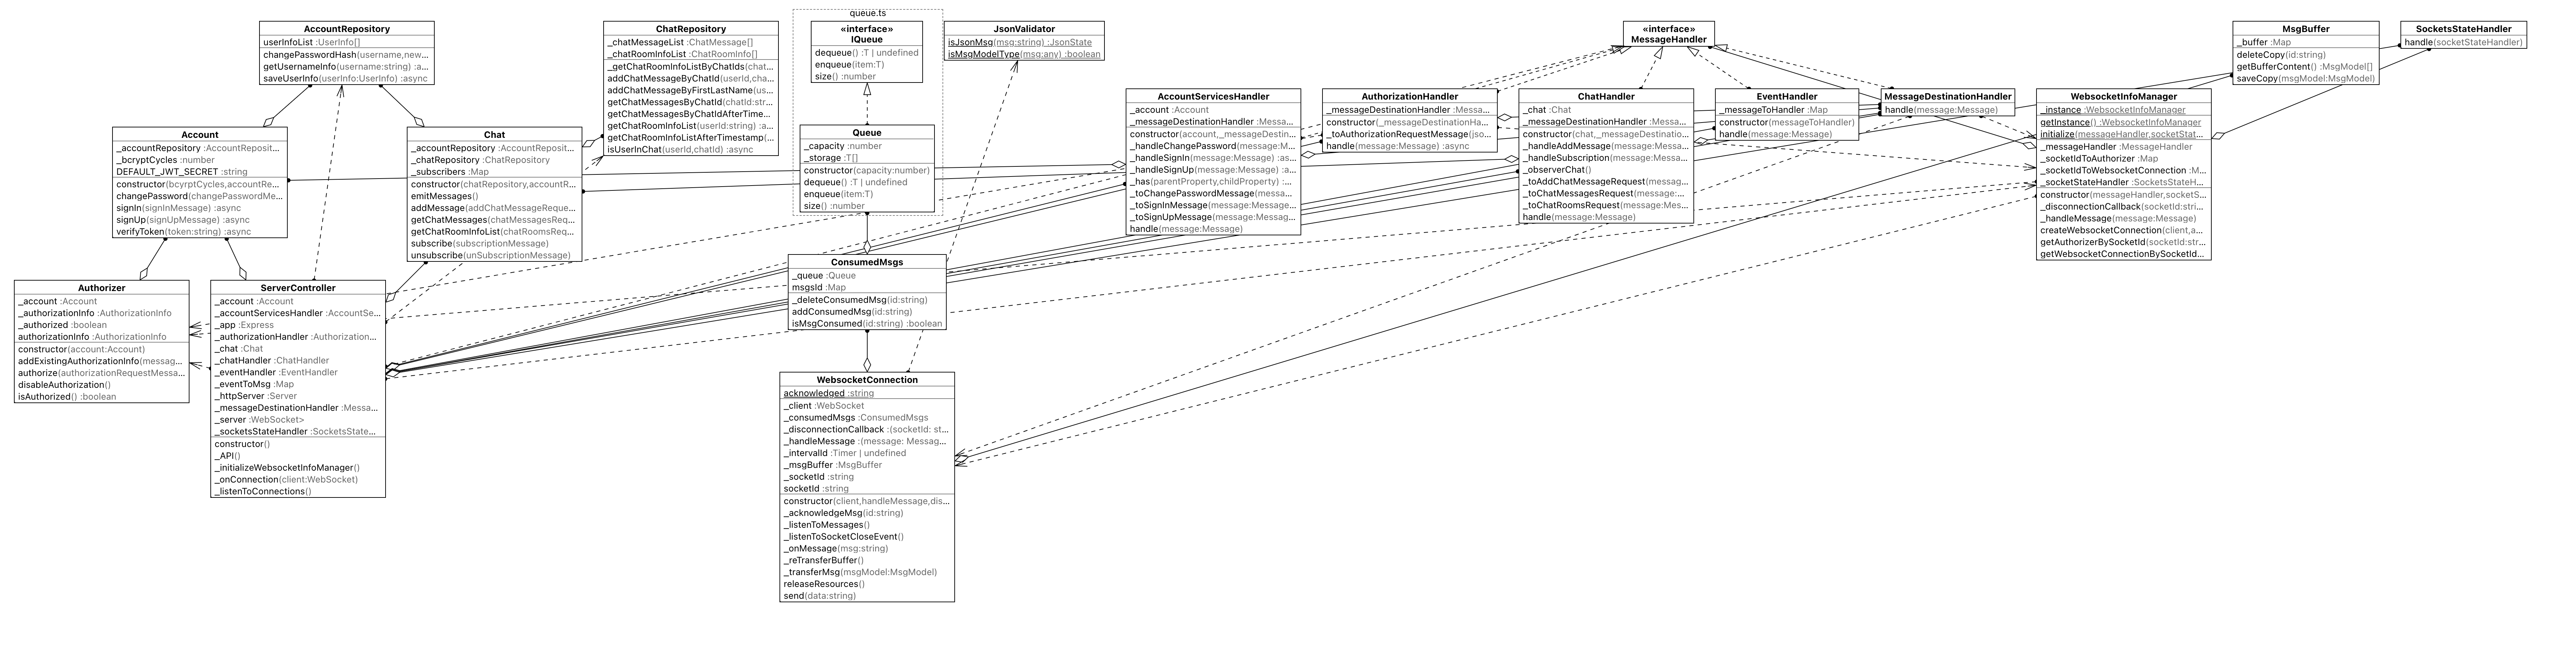 AccountRepository
userInfoList :UserInfo[]
changePasswordHash(username,new...
getUsernameInfo(username:string) :a...
saveUserInfo(userInfo:UserInfo) :async
ChatRepository
_chatMessageList :ChatMessage[]
_chatRoomInfoList :ChatRoomInfo[]
_getChatRoomInfoListByChatIds(chat...
addChatMessageByChatId(userId,cha...
addChatMessageByFirstLastName(us...
getChatMessagesByChatId(chatId:str...
getChatMessagesByChatIdAfterTime...
getChatRoomInfoList(userId:string) :a...
getChatRoomInfoListAfterTimestamp(...
isUserInChat(userId,chatId) :async
queue.ts
«interface»
IQueue
dequeue() :T | undefined
enqueue(item:T)
size() :number
JsonValidator
isJsonMsg(msg:string) :JsonState
isMsgModelType(msg:any) :boolean
«interface»
MessageHandler
MsgBuffer
_buffer :Map
deleteCopy(id:string)
getBufferContent() :MsgModel[]
saveCopy(msgModel:MsgModel)
SocketsStateHandler
handle(socketStateHandler)
Account
_accountRepository :AccountReposit...
_bcryptCycles :number
DEFAULT_JWT_SECRET :string
constructor(bcyrptCycles,accountRe...
changePassword(changePasswordMe...
signIn(signInMessage) :async
signUp(signUpMessage) :async
verifyToken(token:string) :async
Chat
_accountRepository :AccountReposit...
_chatRepository :ChatRepository
_subscribers :Map
constructor(chatRepository,accountR...
emitMessages()
addMessage(addChatMessageReque...
getChatMessages(chatMessagesReq...
getChatRoomInfoList(chatRoomsReq...
subscribe(subscriptionMessage)
unsubscribe(unSubscriptionMessage)
Queue
_capacity :number
_storage :T[]
constructor(capacity:number)
dequeue() :T | undefined
enqueue(item:T)
size() :number
AccountServicesHandler
_account :Account
_messageDestinationHandler :Messa...
constructor(account,_messageDestin...
_handleChangePassword(message:M...
_handleSignIn(message:Message) :as...
_handleSignUp(message:Message) :a...
_has(parentProperty,childProperty) :...
_toChangePasswordMessage(messa...
_toSignInMessage(message:Message...
_toSignUpMessage(message:Messag...
handle(message:Message)
AuthorizationHandler
_messageDestinationHandler :Messa...
constructor(_messageDestinationHa...
_toAuthorizationRequestMessage(jso...
handle(message:Message) :async
ChatHandler
_chat :Chat
_messageDestinationHandler :Messa...
constructor(chat,_messageDestinatio...
_handleAddMessage(message:Messa...
_handleSubscription(message:Messa...
_observerChat()
_toAddChatMessageRequest(messag...
_toChatMessagesRequest(message:...
_toChatRoomsRequest(message:Mes...
handle(message:Message)
EventHandler
_messageToHandler :Map
constructor(messageToHandler)
handle(message:Message)
MessageDestinationHandler
handle(message:Message)
WebsocketInfoManager
_instance :WebsocketInfoManager
getInstance() :WebsocketInfoManager
initialize(messageHandler,socketStat...
_messageHandler :MessageHandler
_socketIdToAuthorizer :Map
_socketIdToWebsocketConnection :M...
_socketStateHandler :SocketsStateH...
constructor(messageHandler,socketS...
_disconnectionCallback(socketId:stri...
_handleMessage(message:Message)
createWebsocketConnection(client,a...
getAuthorizerBySocketId(socketId:str...
getWebsocketConnectionBySocketId...
Authorizer
_account :Account
_authorizationInfo :AuthorizationInfo
_authorized :boolean
authorizationInfo :AuthorizationInfo
constructor(account:Account)
addExistingAuthorizationInfo(messag...
authorize(authorizationRequestMessa...
disableAuthorization()
isAuthorized() :boolean
ServerController
_account :Account
_accountServicesHandler :AccountSe...
_app :Express
_authorizationHandler :Authorization...
_chat :Chat
_chatHandler :ChatHandler
_eventHandler :EventHandler
_eventToMsg :Map
_httpServer :Server
_messageDestinationHandler :Messa...
_server :WebSocket>
_socketsStateHandler :SocketsState...
constructor()
_API()
_initializeWebsocketInfoManager()
_onConnection(client:WebSocket)
_listenToConnections()
ConsumedMsgs
_queue :Queue
msgsId :Map
_deleteConsumedMsg(id:string)
addConsumedMsg(id:string)
isMsgConsumed(id:string) :boolean
WebsocketConnection
acknowledged :string
_client :WebSocket
_consumedMsgs :ConsumedMsgs
_disconnectionCallback :(socketId: st...
_handleMessage :(message: Messag...
_intervalId :Timer | undefined
_msgBuffer :MsgBuffer
_socketId :string
socketId :string
constructor(client,handleMessage,dis...
_acknowledgeMsg(id:string)
_listenToMessages()
_listenToSocketCloseEvent()
_onMessage(msg:string)
_reTransferBuffer()
_transferMsg(msgModel:MsgModel)
releaseResources()
send(data:string)